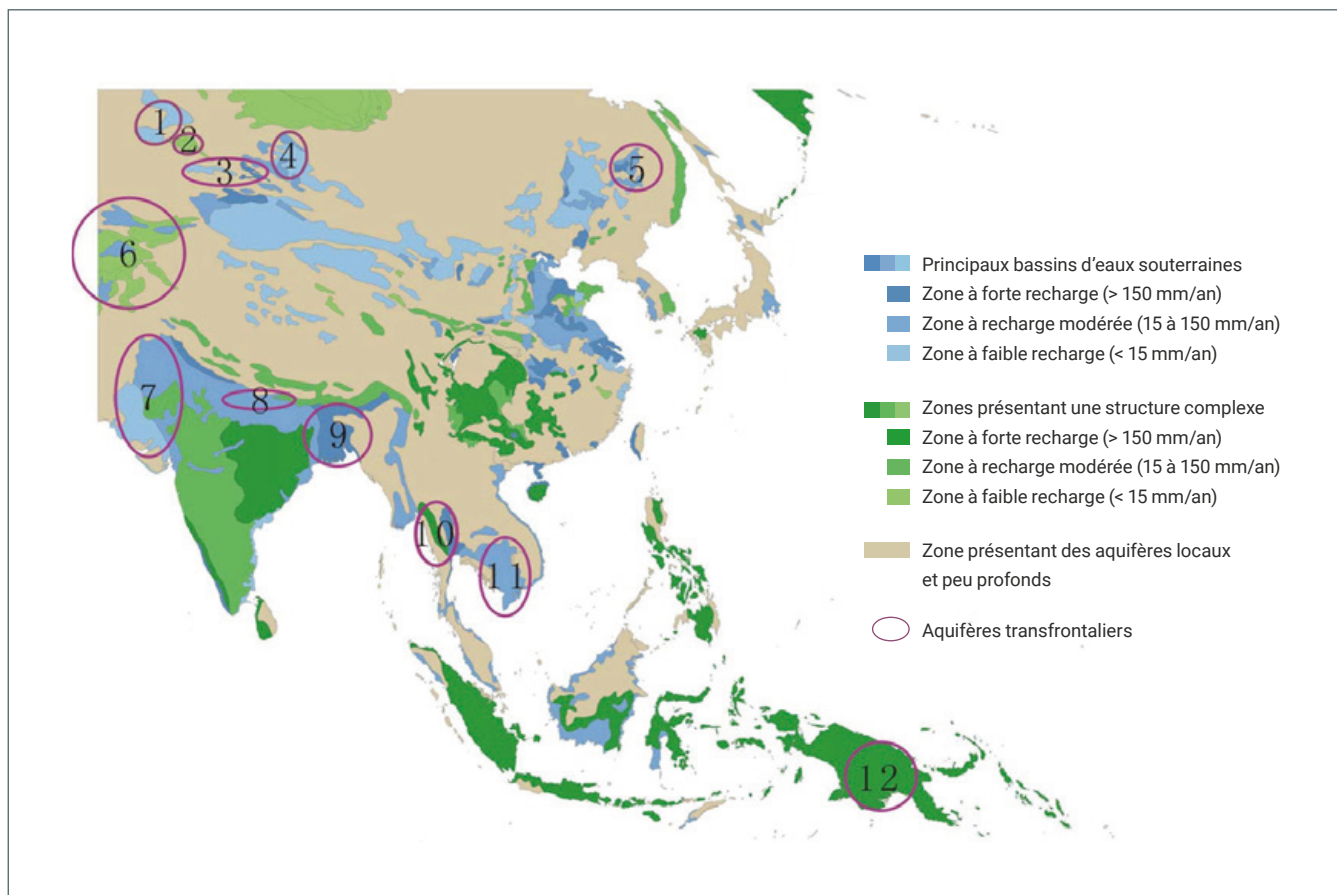 1
2
3
4
5
6
7
8
9
10
11
12
Principaux bassins d’eaux souterraines
Zone à forte recharge (> 150 mm/an)
Zone à recharge modérée (15 à 150 mm/an)
Zone à faible recharge (< 15 mm/an)
Zones présentant une structure complexe
Zone à forte recharge (> 150 mm/an)
Zone à recharge modérée (15 à 150 mm/an)
Zone à faible recharge (< 15 mm/an)
Zone présentant des aquifères locaux
et peu profonds
Aquifères transfrontaliers